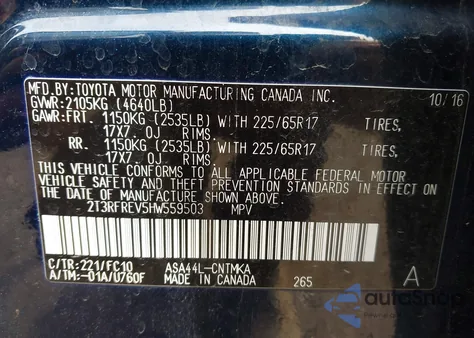 MFD.BY:TOYOTA MOTOR MANUFACTURING CANADA INC. 10/16
GVWR:2105KG (4640LB)
GAWR:FRT. 1150KG (2535LB) WITH 225/65R17 TIRES,
17X7 OJ RIMS.
RR. 1150KG (2535LB) WITH 225/65R17 TIRES,
17X7 OJ RIMS.
THIS VEHICLE CONFORMS TO ALL APPLICABLE FEDERAL MOTOR
VEHICLE SAFETY AND THEFT PREVENTION STANDARDS IN EFFECT ON
THE DATE OF MANUFACTURE SHOWN ABOVE.
2T3RFREV5HW559503 MPV
C/TR:221/FC10 ASA44L-CNTMKA
A/TM:-01A/U760F MADE IN CANADA 265 A
autoshop